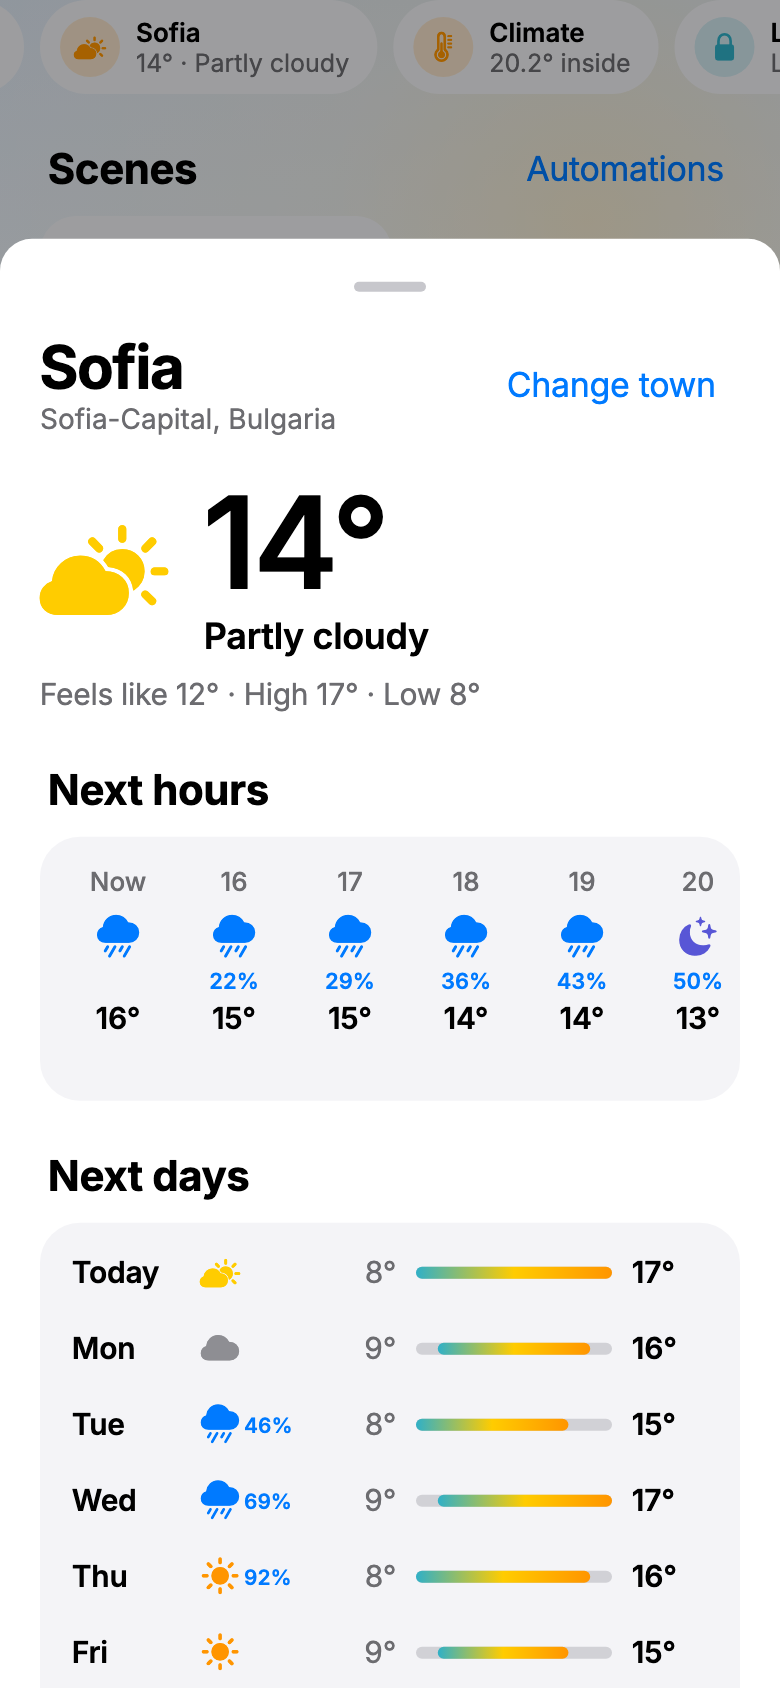 Sofia
14° · Partly cloudy
Climate
20.2° inside
Scenes
Automations
Sofia
Sofia-Capital, Bulgaria
Change town
14°
Partly cloudy
Feels like 12° · High 17° · Low 8°
Next hours
Now 16 17 18 19 20
22% 29% 36% 43% 50%
16° 15° 15° 14° 14° 13°
Next days
Today 8° 17°
Mon 9° 16°
Tue 46% 8° 15°
Wed 69% 9° 17°
Thu 92% 8° 16°
Fri 9° 15°